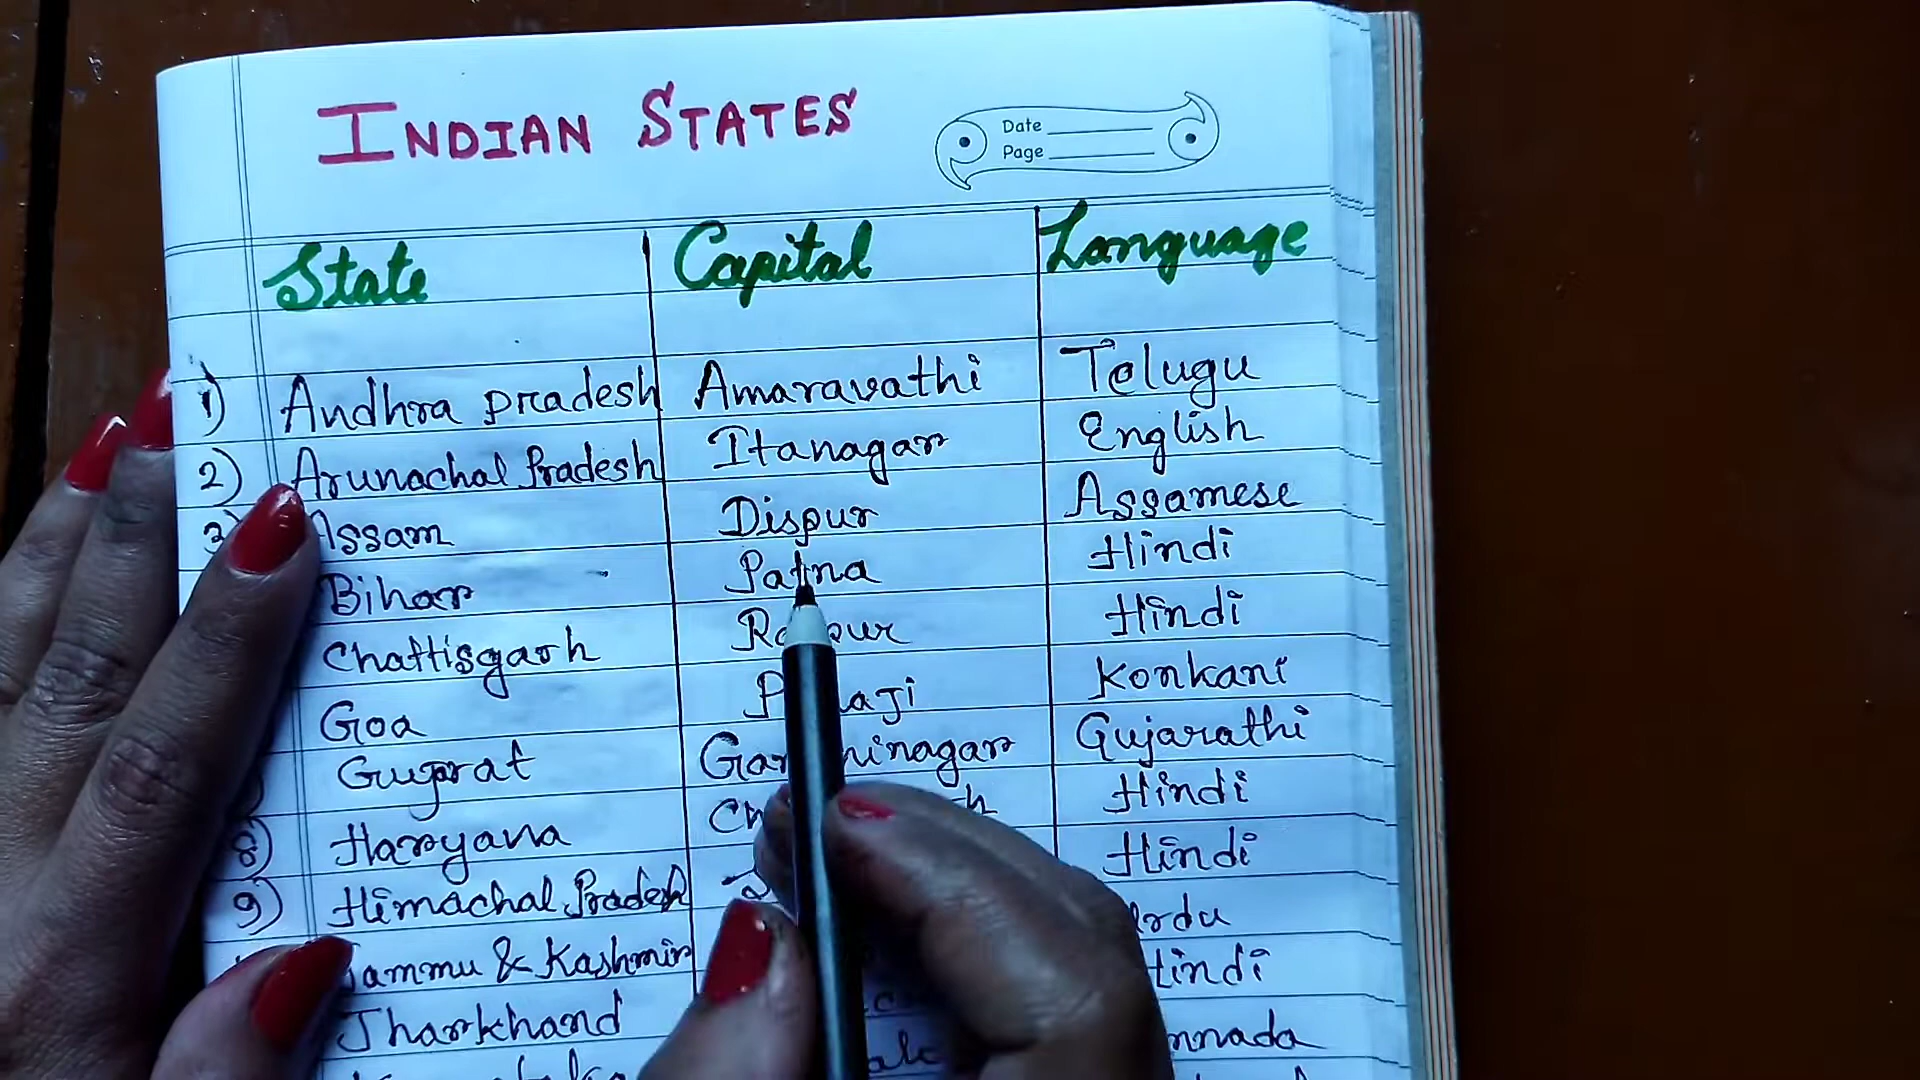 INDIAN STATES
Date
Page
State Capital Language
1) Andhra Pradesh Amaravathi Telugu
2) Arunachal Pradesh Itanagar English
3) Assam Dispur Assamese
Bihar Patna Hindi
Chattisgarh Hindi
Goa Konkani
Gujrat Gujarathi
8) Haryana Hindi
9) Himachal Pradesh Hindi
Jammu & Kashmir
Jharkhand